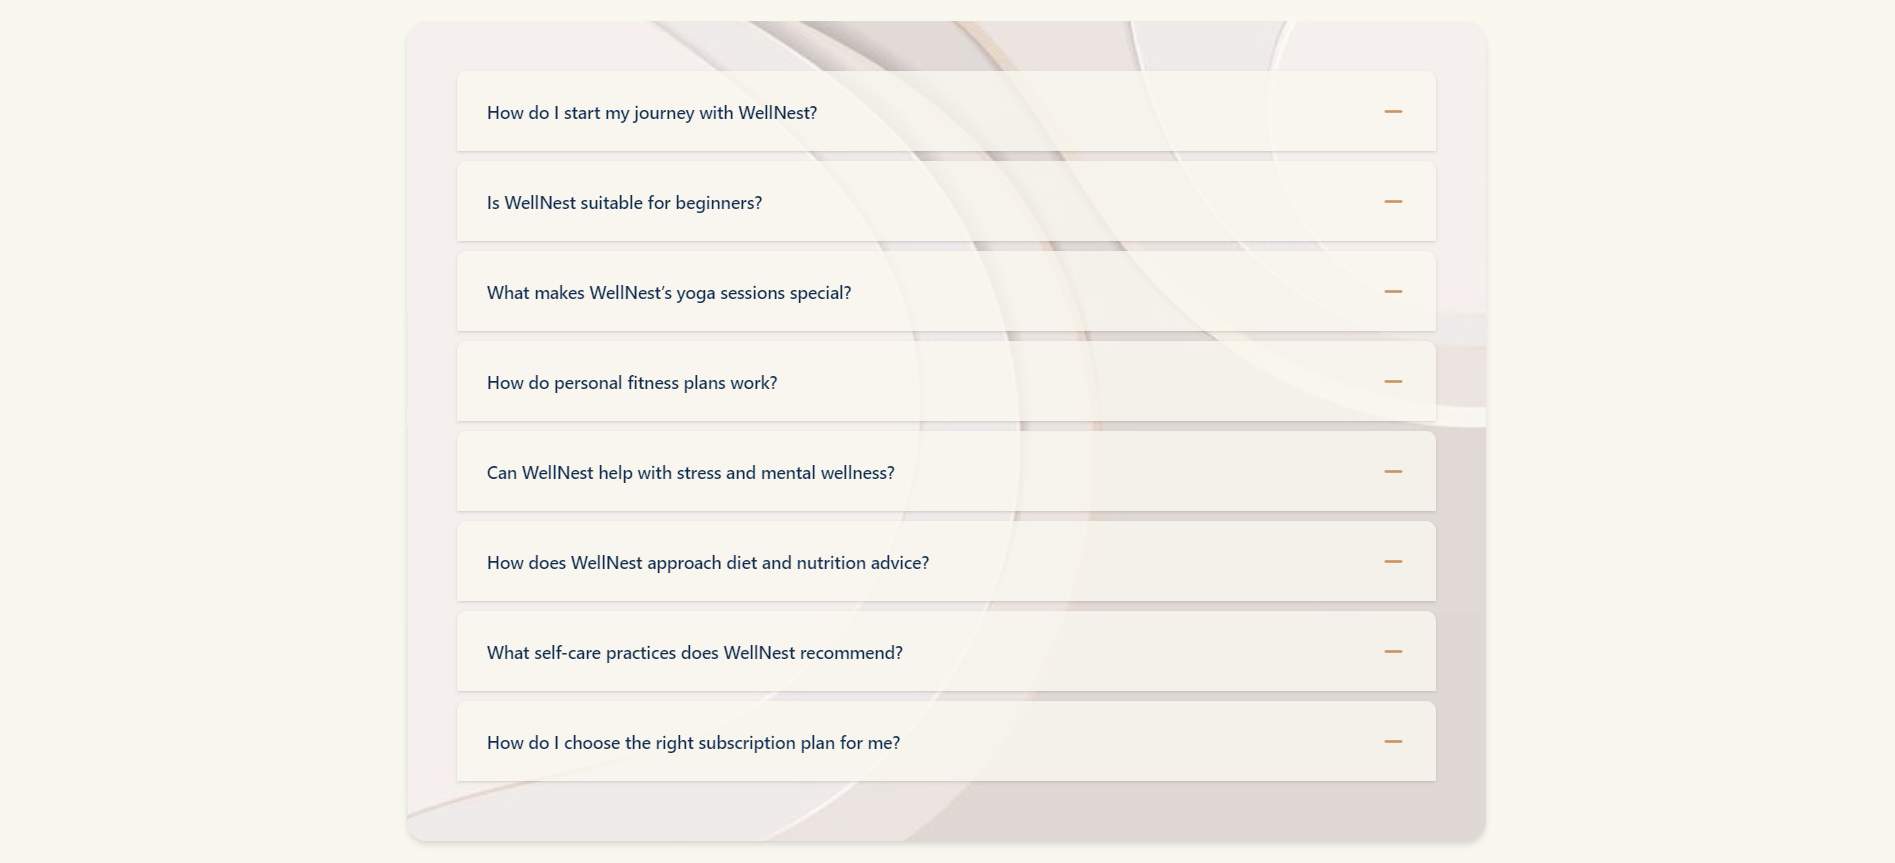 How do I start my journey with WellNest?
Is WellNest suitable for beginners?
What makes WellNest’s yoga sessions special?
How do personal fitness plans work?
Can WellNest help with stress and mental wellness?
How does WellNest approach diet and nutrition advice?
What self-care practices does WellNest recommend?
How do I choose the right subscription plan for me?